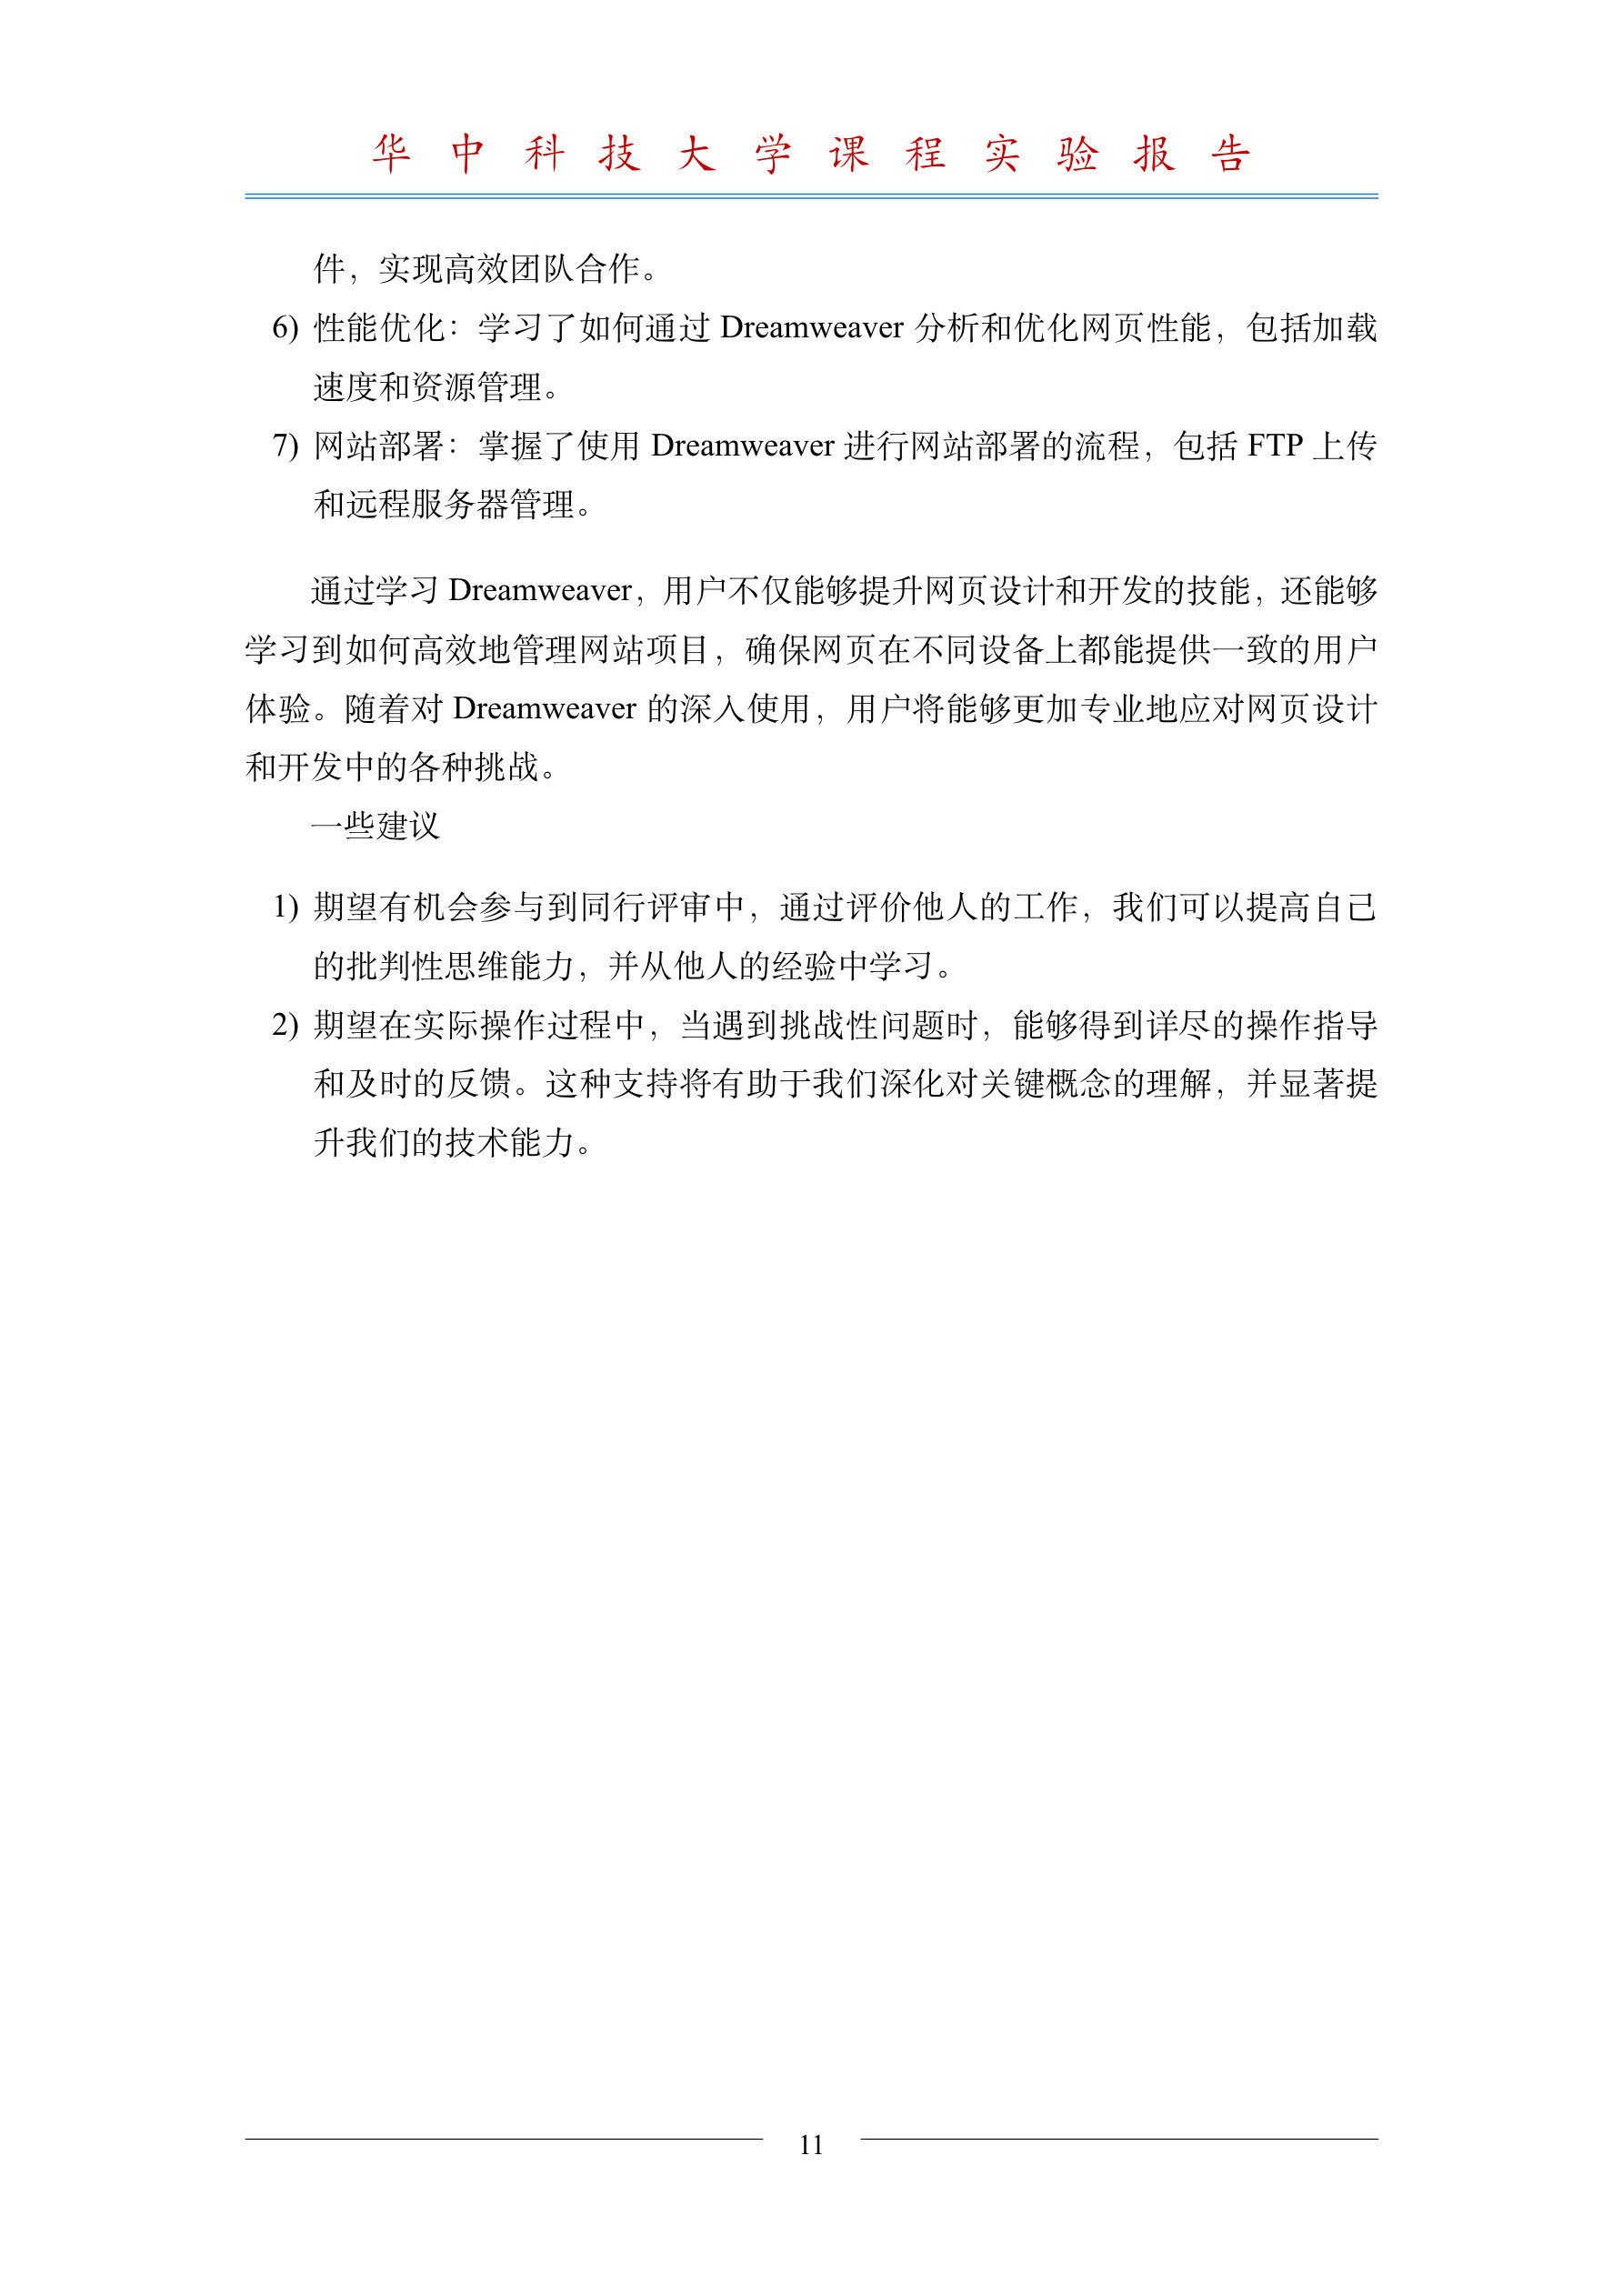 华中科技大学课程实验报告
件，实现高效团队合作。
6) 性能优化：学习了如何通过 Dreamweaver 分析和优化网页性能，包括加载
速度和资源管理。
7) 网站部署：掌握了使用 Dreamweaver 进行网站部署的流程，包括 FTP 上传
和远程服务器管理。
通过学习 Dreamweaver，用户不仅能够提升网页设计和开发的技能，还能够
学习到如何高效地管理网站项目，确保网页在不同设备上都能提供一致的用户
体验。随着对 Dreamweaver 的深入使用，用户将能够更加专业地应对网页设计
和开发中的各种挑战。
一些建议
1) 期望有机会参与到同行评审中，通过评价他人的工作，我们可以提高自己
的批判性思维能力，并从他人的经验中学习。
2) 期望在实际操作过程中，当遇到挑战性问题时，能够得到详尽的操作指导
和及时的反馈。这种支持将有助于我们深化对关键概念的理解，并显著提
升我们的技术能力。
11